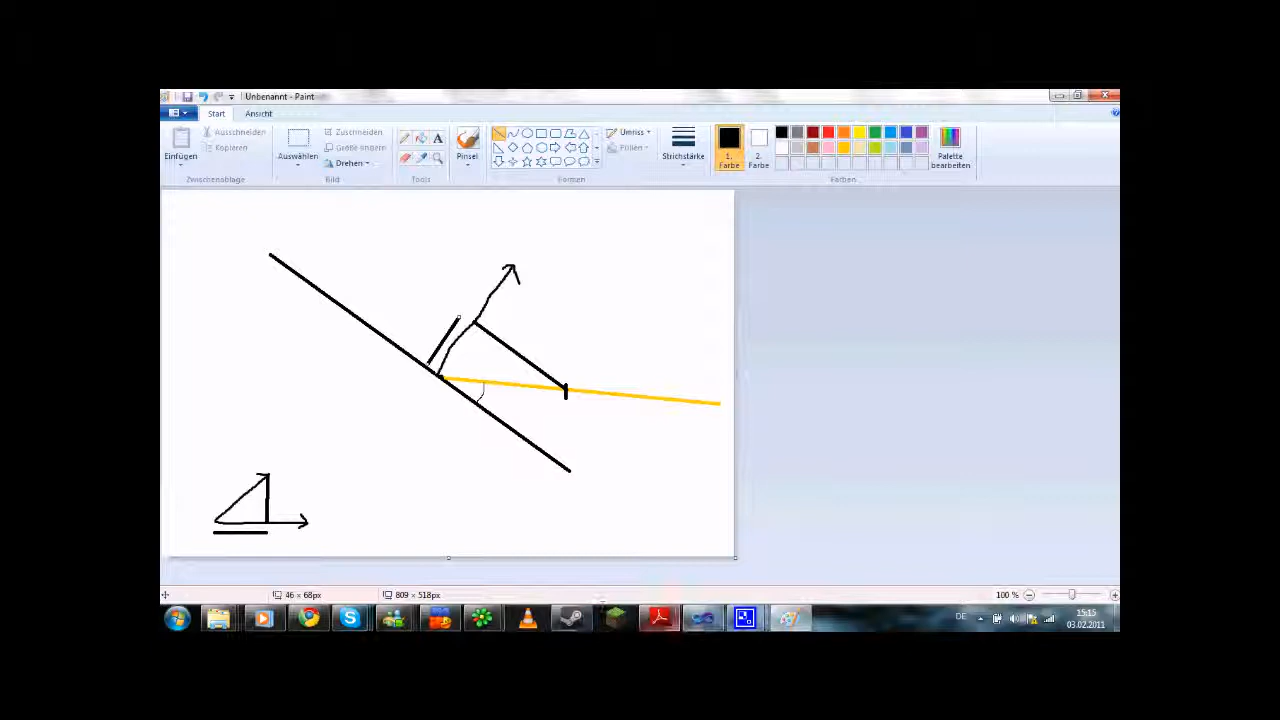 Unbenannt - Paint
Start Ansicht
Einfügen
Ausschneiden
Kopieren
Zwischenablage
Auswählen
Zustmeiden
Größe ändern
Drehen
Bild
A
Tools
Pinsel
Umriss
Füllen
Formen
Strichstärke
1. Farbe
2. Farbe
Palette bearbeiten
Farben
46 × 68px
809 × 518px
100 %
DE
15:15
03.02.2011